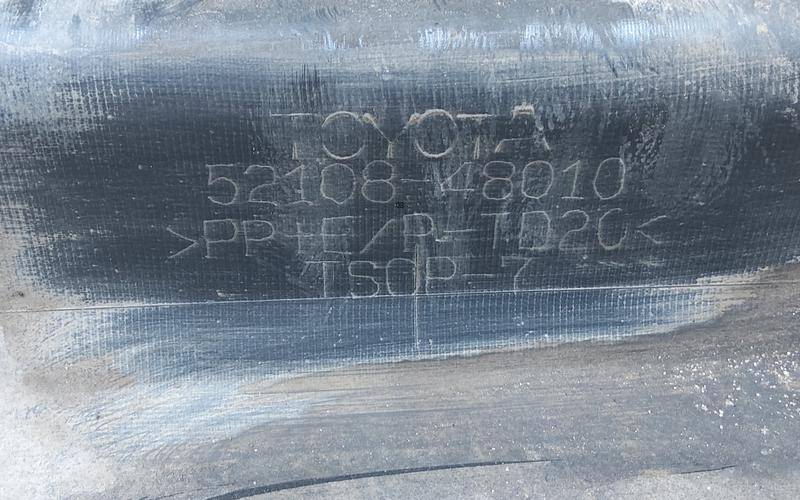 TOYOTA
52108-48010
>PP+E/P-TD20<
TSOP-7